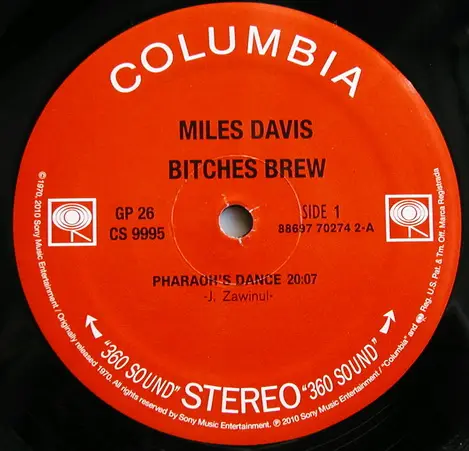 COLUMBIA
MILES DAVIS
BITCHES BREW
GP 26
CS 9995
SIDE 1
88697 70274 2-A
PHARAOH'S DANCE 20:07
-J. Zawinul-
"360 SOUND" STEREO "360 SOUND"
©1970, 2010 Sony Music Entertainment / Originally released 1970. All rights reserved by Sony Music Entertainment. ℗ 2010 Sony Music Entertainment / "Columbia" and Reg. U.S. Pat. & Tm. Off. Marca Registrada